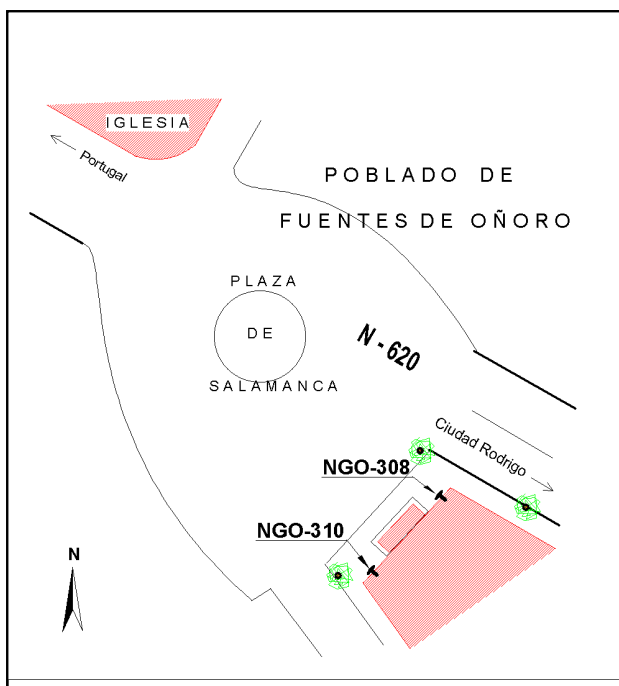 IGLESIA
Portugal
POBLADO DE
FUENTES DE OÑORO
PLAZA
DE
SALAMANCA
N - 620
Ciudad Rodrigo
NGO-308
NGO-310
N